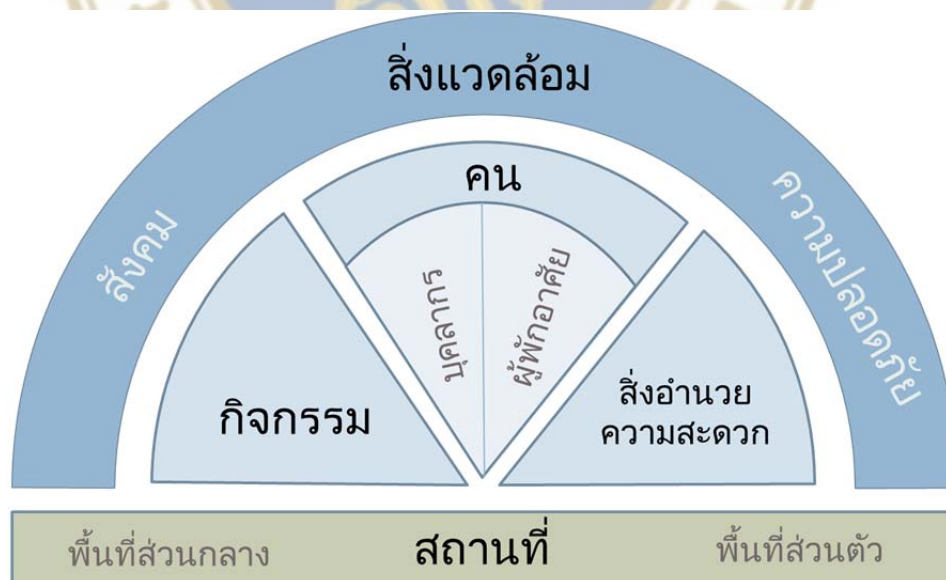 สิ่งแวดล้อม
สังคม
ความปลอดภัย
คน
บุคลากร
ผู้พักอาศัย
กิจกรรม
สิ่งอำนวย
ความสะดวก
พื้นที่ส่วนกลาง
สถานที่
พื้นที่ส่วนตัว